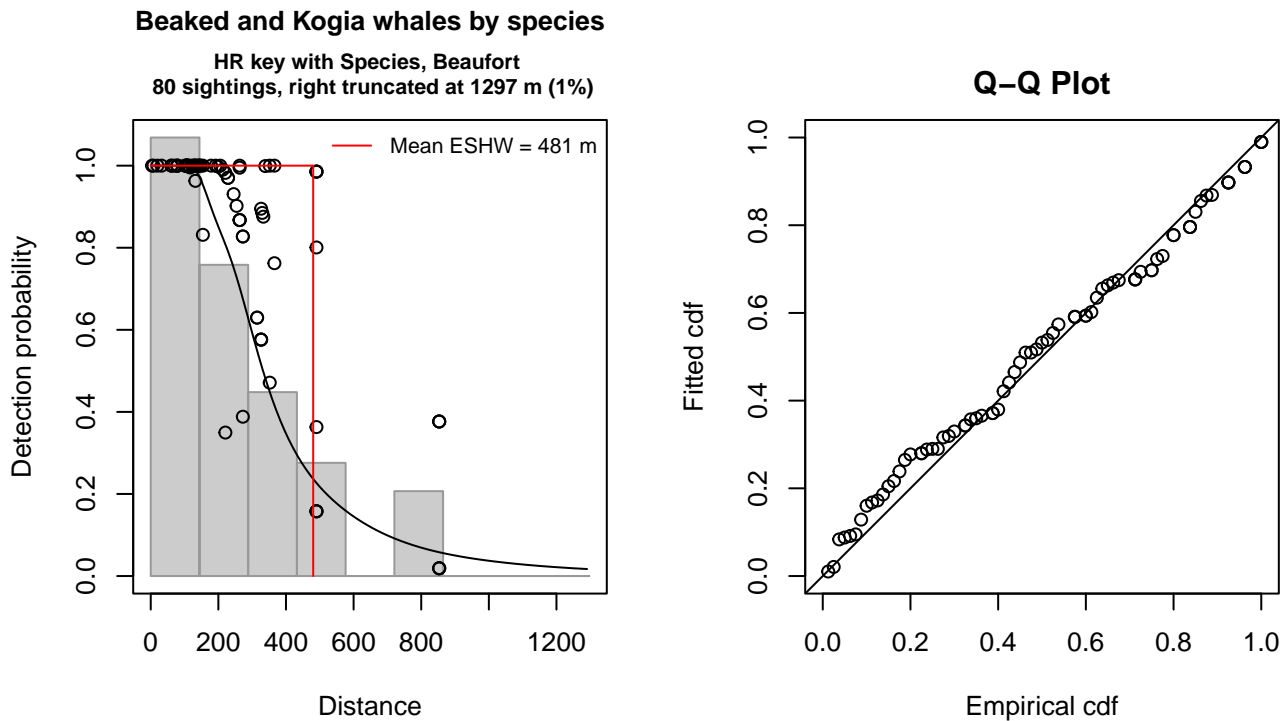 Beaked and Kogia whales by species
HR key with Species, Beaufort
80 sightings, right truncated at 1297 m (1%)
Mean ESHW = 481 m
Detection probability
0.0
0.2
0.4
0.6
0.8
1.0
0 200 400 600 800 1200
Distance
Q−Q Plot
Fitted cdf
0.0
0.2
0.4
0.6
0.8
1.0
0.0 0.2 0.4 0.6 0.8 1.0
Empirical cdf